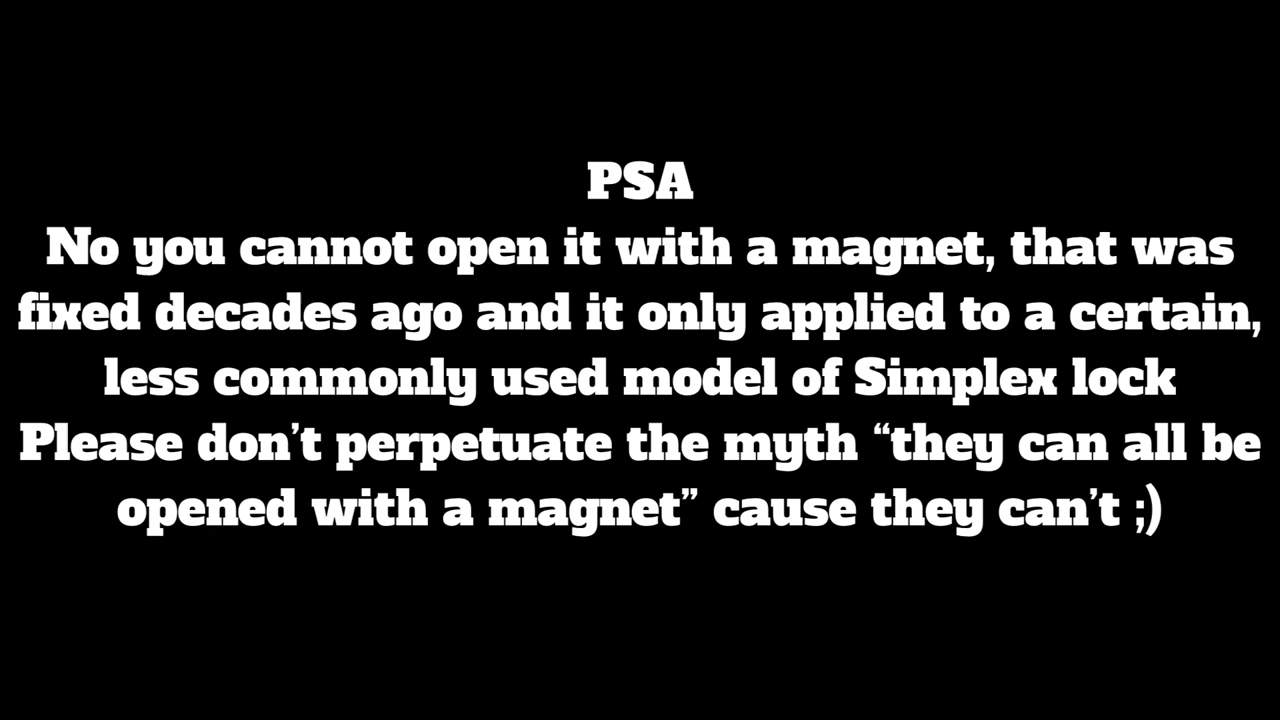 PSA
No you cannot open it with a magnet, that was
fixed decades ago and it only applied to a certain,
less commonly used model of Simplex lock
Please don’t perpetuate the myth “they can all be
opened with a magnet” cause they can’t ;)